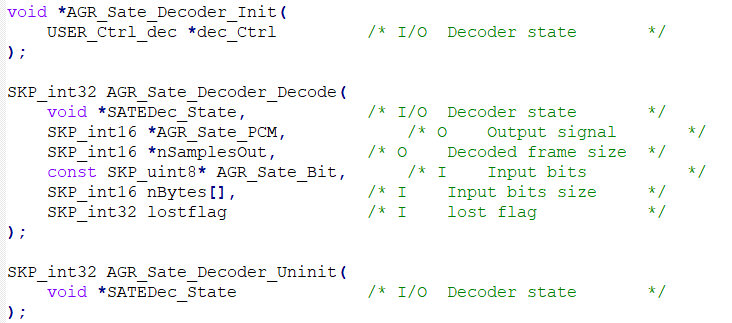 void *AGR_Sate_Decoder_Init(
    USER_Ctrl_dec *dec_Ctrl         /* I/O  Decoder state       */
);
SKP_int32 AGR_Sate_Decoder_Decode(
    void *SATEDec_State,            /* I/O  Decoder state       */
    SKP_int16 *AGR_Sate_PCM,            /* O    Output signal       */
    SKP_int16 *nSamplesOut,         /* O    Decoded frame size  */
    const SKP_uint8* AGR_Sate_Bit,      /* I    Input bits          */
    SKP_int16 nBytes[],             /* I    Input bits size     */
    SKP_int32 lostflag              /* I    lost flag           */
);
SKP_int32 AGR_Sate_Decoder_Uninit(
    void *SATEDec_State             /* I/O  Decoder state       */
);